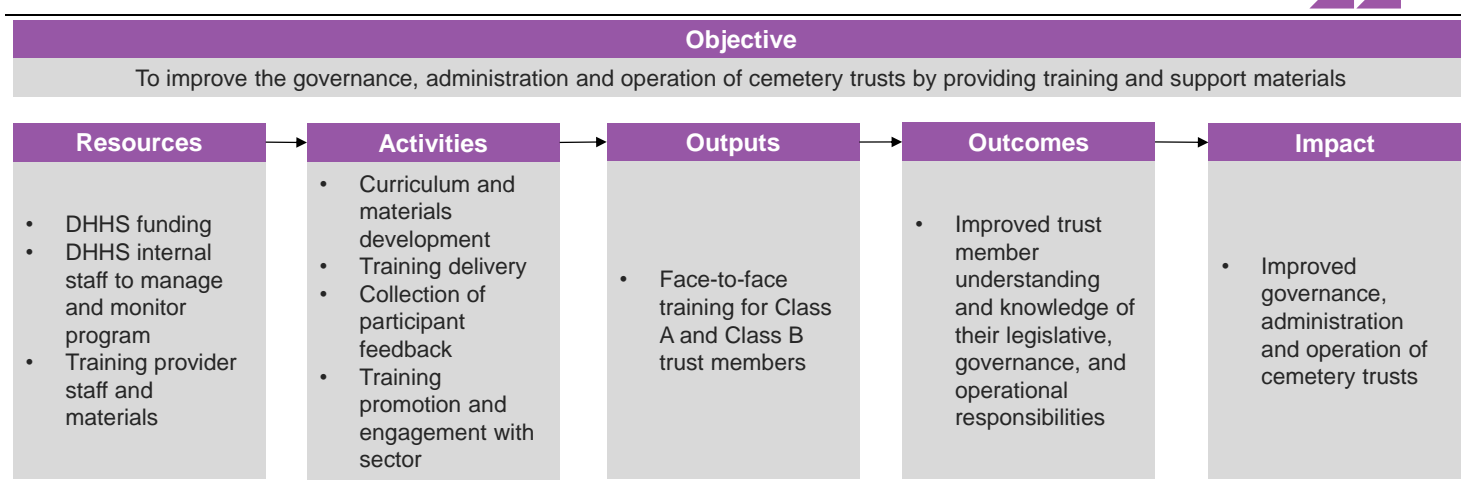 Objective
To improve the governance, administration and operation of cemetery trusts by providing training and support materials
Resources
• DHHS funding
• DHHS internal
staff to manage
and monitor
program
• Training provider
staff and
materials
Activities
• Curriculum and
materials
development
• Training delivery
• Collection of
participant
feedback
• Training
promotion and
engagement with
sector
Outputs
• Face-to-face
training for Class
A and Class B
trust members
Outcomes
• Improved trust
member
understanding
and knowledge of
their legislative,
governance, and
operational
responsibilities
Impact
• Improved
governance,
administration
and operation of
cemetery trusts